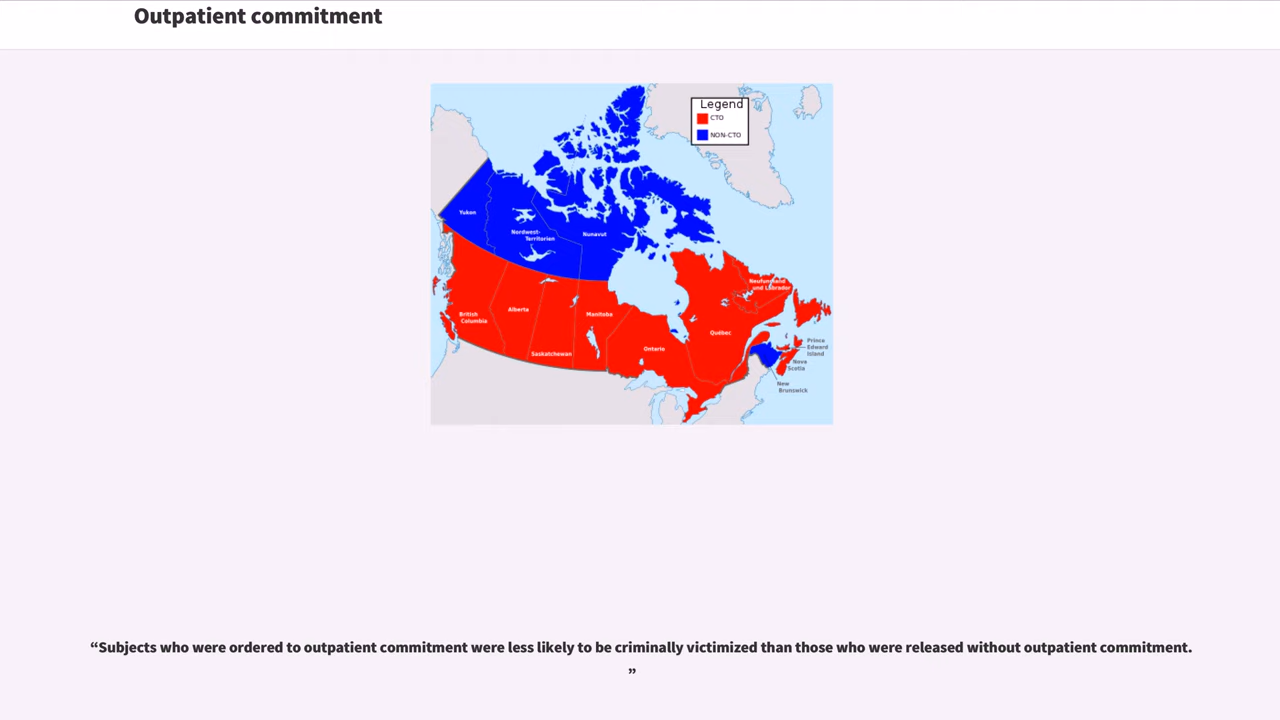 Outpatient commitment
Legend
CTO
NON-CTO
Yukon
Nordwest-
Territorien
Nunavut
British
Columbia
Alberta
Saskatchewan
Manitoba
Ontario
Québec
Neufundland
und Labrador
Prince
Edward
Island
Nova
Scotia
New
Brunswick
“Subjects who were ordered to outpatient commitment were less likely to be criminally victimized than those who were released without outpatient commitment.
”